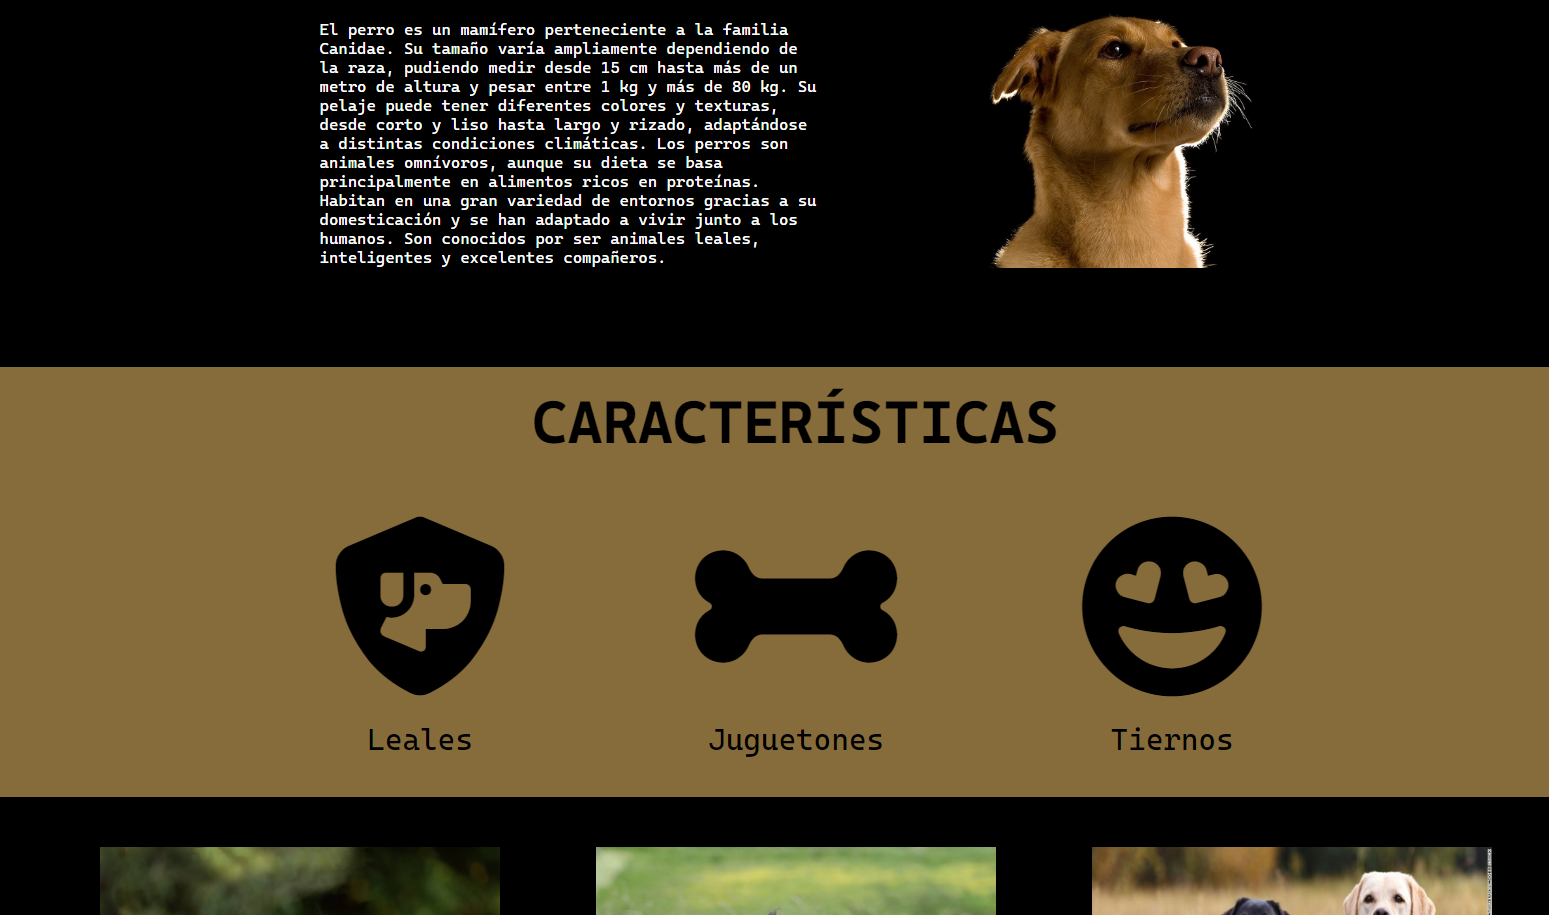 El perro es un mamífero perteneciente a la familia
Canidae. Su tamaño varía ampliamente dependiendo de
la raza, pudiendo medir desde 15 cm hasta más de un
metro de altura y pesar entre 1 kg y más de 80 kg. Su
pelaje puede tener diferentes colores y texturas,
desde corto y liso hasta largo y rizado, adaptándose
a distintas condiciones climáticas. Los perros son
animales omnívoros, aunque su dieta se basa
principalmente en alimentos ricos en proteínas.
Habitan en una gran variedad de entornos gracias a su
domesticación y se han adaptado a vivir junto a los
humanos. Son conocidos por ser animales leales,
inteligentes y excelentes compañeros.
CARACTERÍSTICAS
Leales
Juguetones
Tiernos